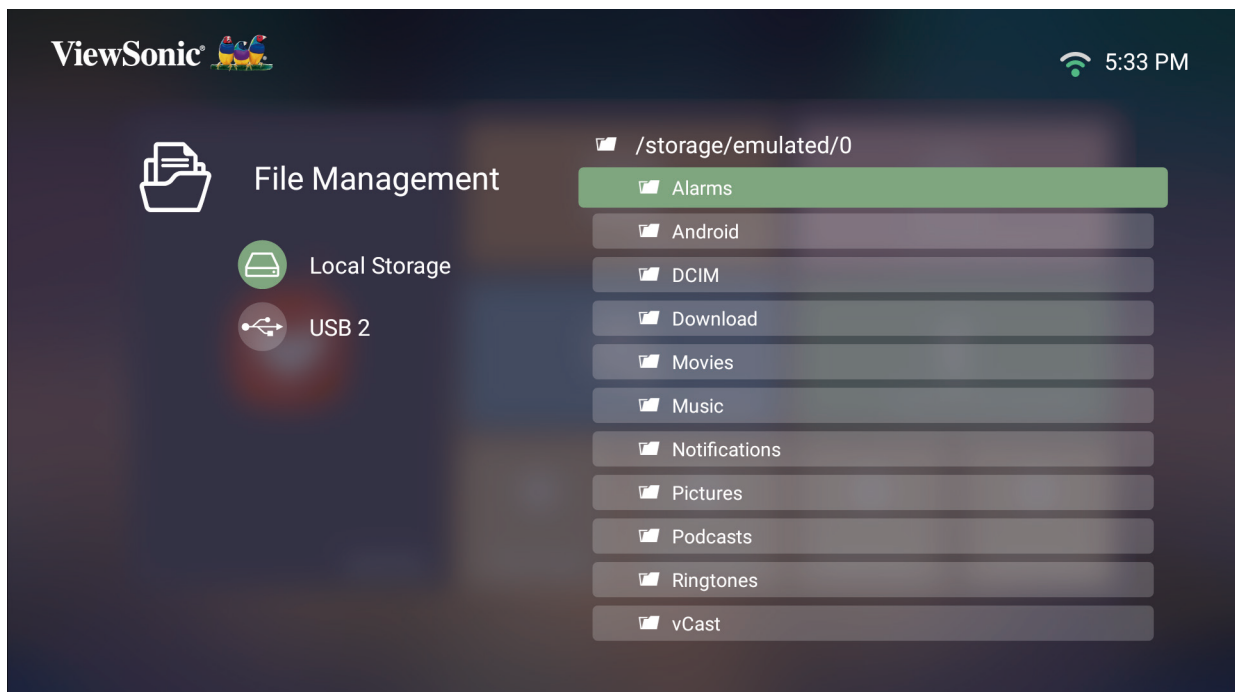 ViewSonic®
5:33 PM
File Management
Local Storage
USB 2
/storage/emulated/0
Alarms
Android
DCIM
Download
Movies
Music
Notifications
Pictures
Podcasts
Ringtones
vCast